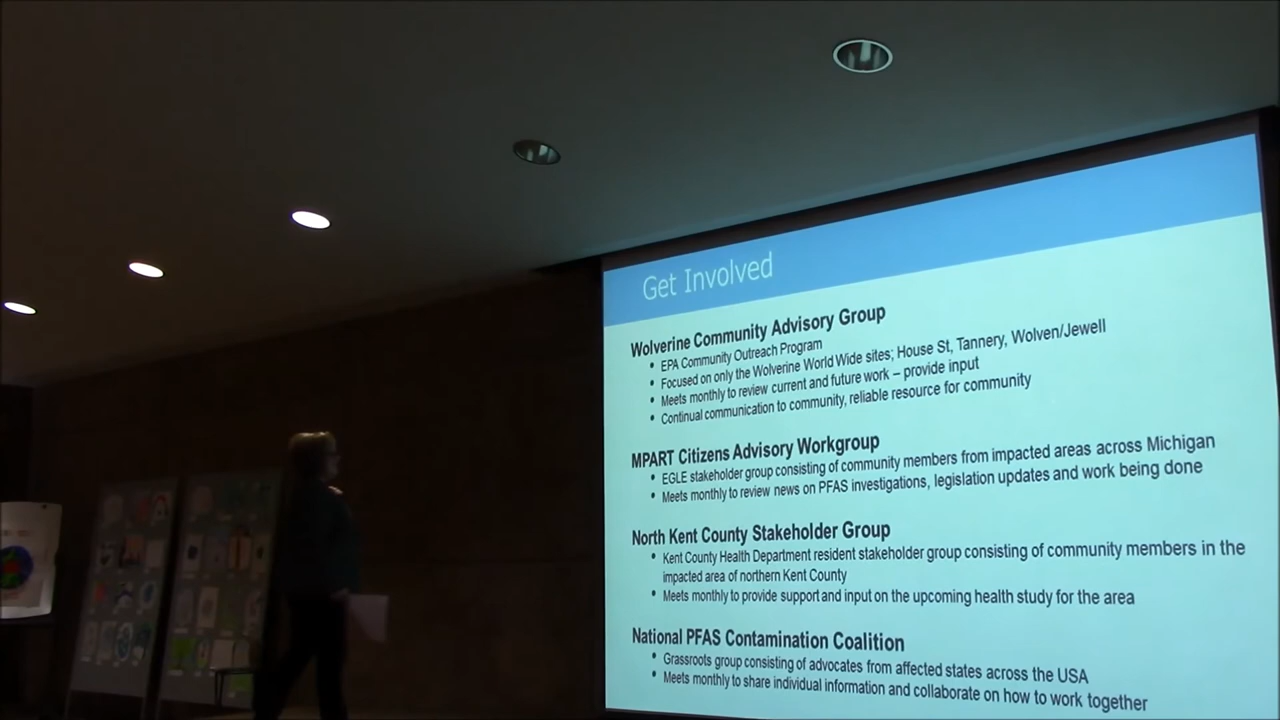 Get Involved
Wolverine Community Advisory Group
• EPA Community Outreach Program
• Focused on only the Wolverine World Wide sites; House St, Tannery, Wolven/Jewell
• Meets monthly to review current and future work – provide input
• Continual communication to community, reliable resource for community
MPART Citizens Advisory Workgroup
• EGLE stakeholder group consisting of community members from impacted areas across Michigan
• Meets monthly to review news on PFAS investigations, legislation updates and work being done
North Kent County Stakeholder Group
• Kent County Health Department resident stakeholder group consisting of community members in the
impacted area of northern Kent County
• Meets monthly to provide support and input on the upcoming health study for the area
National PFAS Contamination Coalition
• Grassroots group consisting of advocates from affected states across the USA
• Meets monthly to share individual information and collaborate on how to work together